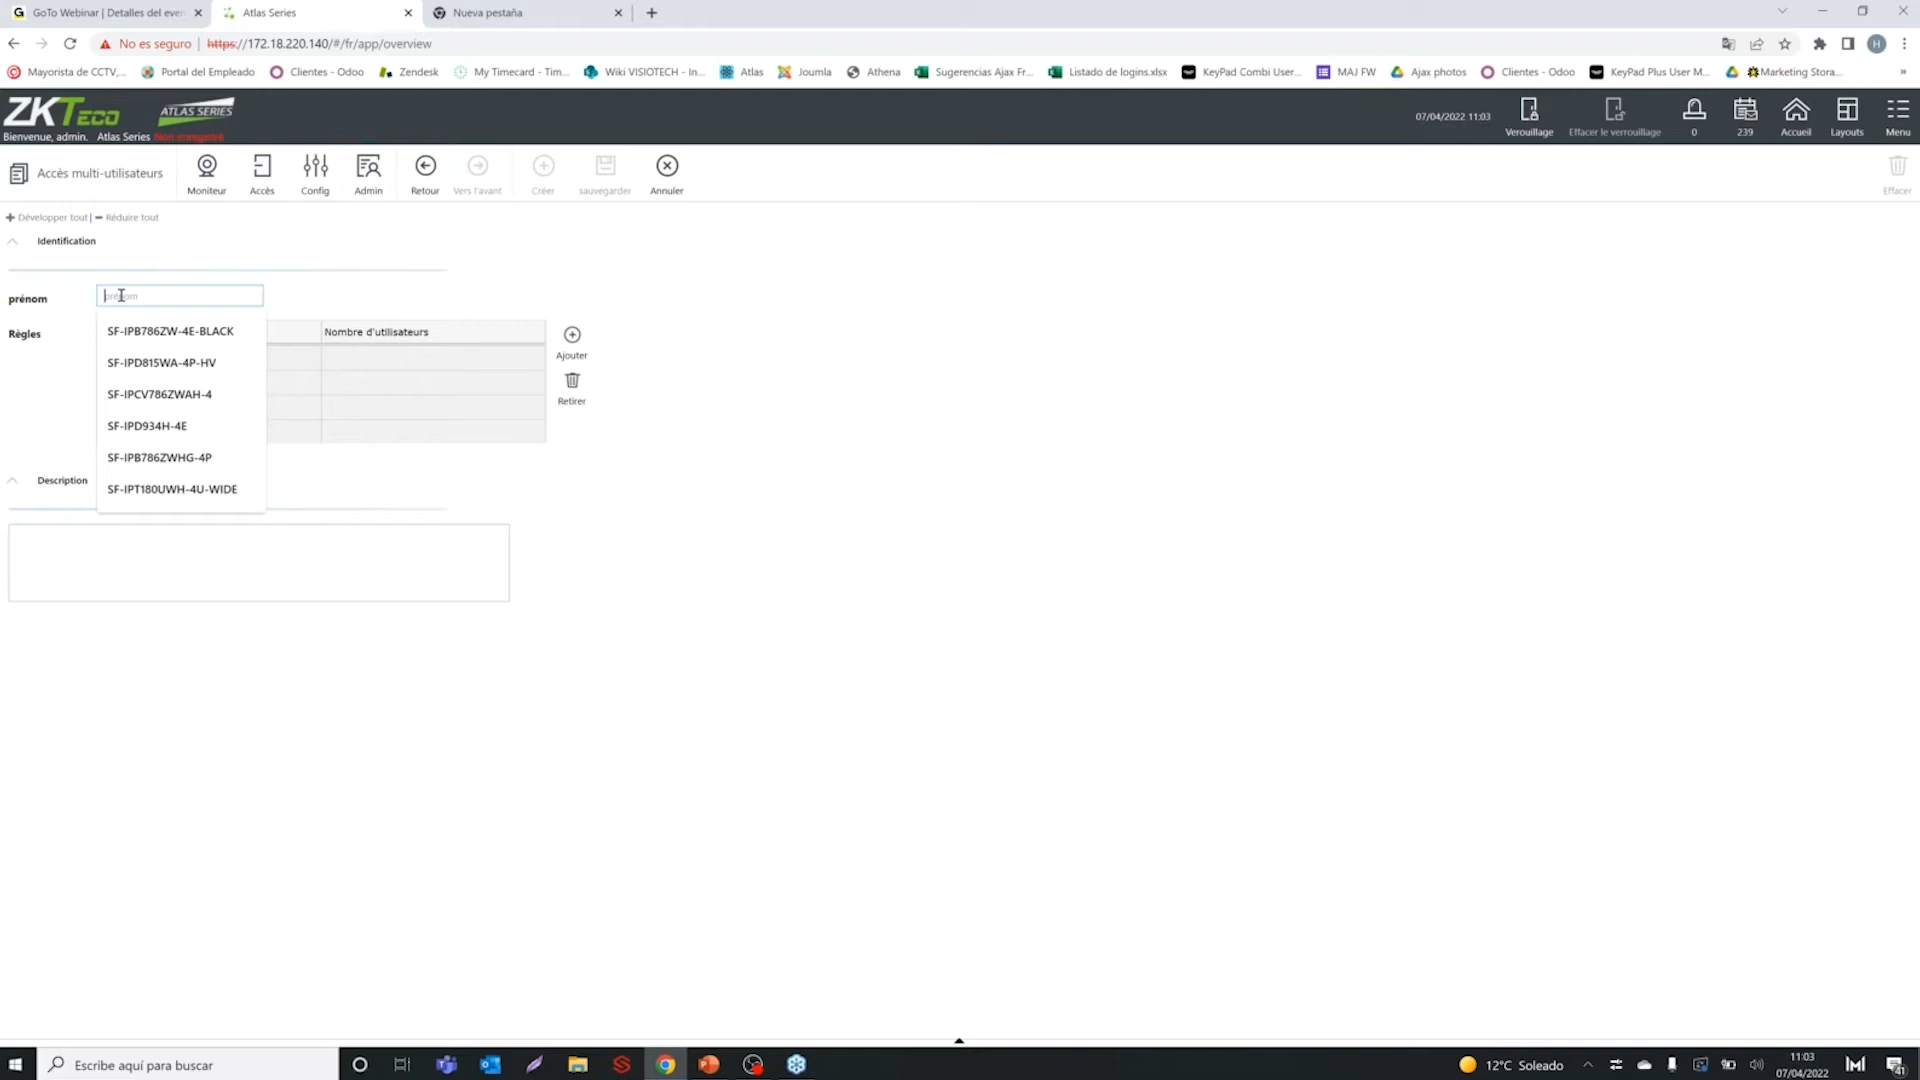 GoTo Webinar | Detalles del even
Atlas Series
Nueva pestaña
No es seguro | https://172.18.220.140/#/fr/app/overview
Mayorista de CCTV,...
Portal del Empleado
Clientes - Odoo
Zendesk
My Timecard - Tim...
Wiki VISIOTECH - In...
Atlas
Joumla
Athena
Sugerencias Ajax Fr...
Listado de logins.xlsx
KeyPad Combi User...
MAJ FW
Ajax photos
Clientes - Odoo
KeyPad Plus User M...
Marketing Stora...
»
ZKTeco
ATLAS SERIES
Bienvenue, admin. Atlas Series Non enregistré
07/04/2022 11:03
Verouillage
Effacer le verrouillage
0
239
Accueil
Layouts
Menu
Accès multi-utilisateurs
Moniteur
Accès
Config
Admin
Retour
Vers l'avant
Créer
sauvegarder
Annuler
Effacer
Développer tout | Réduire tout
Identification
prénom
prénom
SF-IPB786ZW-4E-BLACK
SF-IPD815WA-4P-HV
SF-IPCV786ZWAH-4
SF-IPD934H-4E
SF-IPB786ZWHG-4P
SF-IPT180UWH-4U-WIDE
Règles
Nombre d'utilisateurs
Ajouter
Retirer
Description
Escribe aquí para buscar
12°C Soleado
11:03
07/04/2022
41